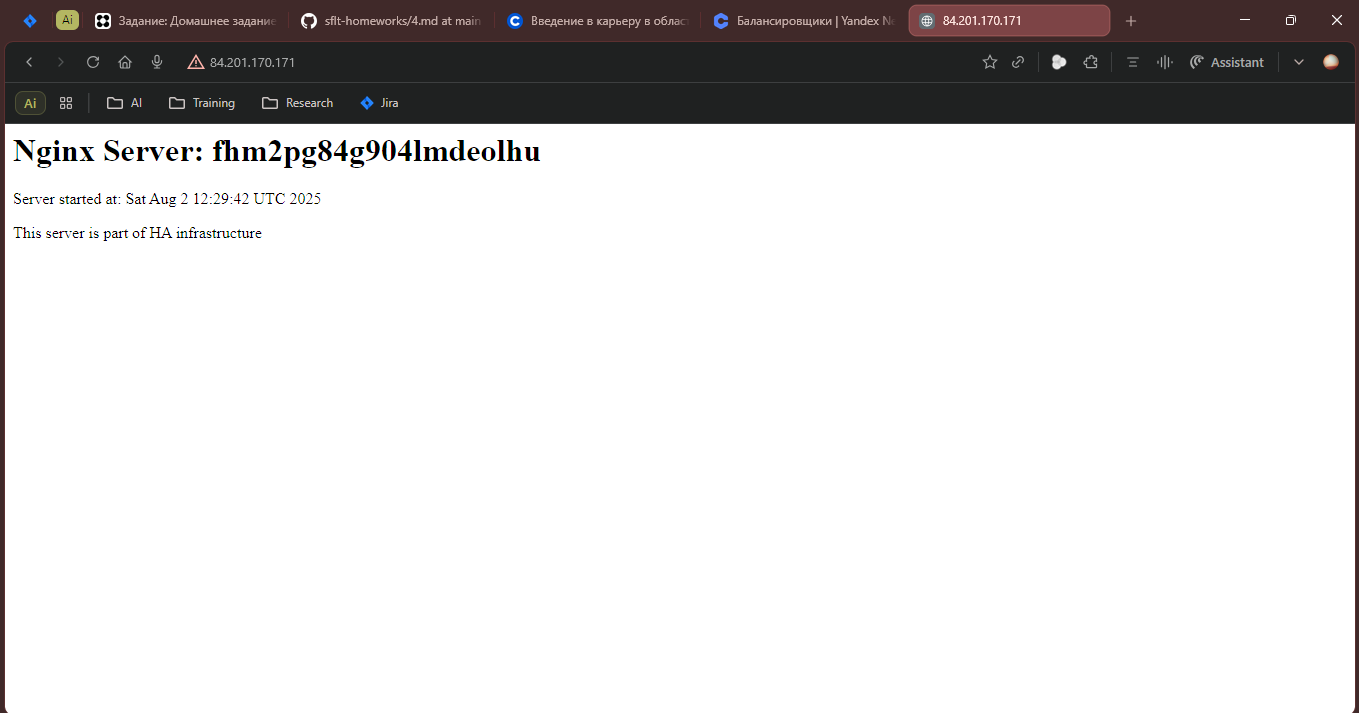 Ai
Задание: Домашнее задание
sflt-homeworks/4.md at main
Введение в карьеру в облас
Балансировщики | Yandex Ne
84.201.170.171
84.201.170.171
Assistant
Ai
AI
Training
Research
Jira
Nginx Server: fhm2pg84g904lmdeolhu
Server started at: Sat Aug 2 12:29:42 UTC 2025
This server is part of HA infrastructure